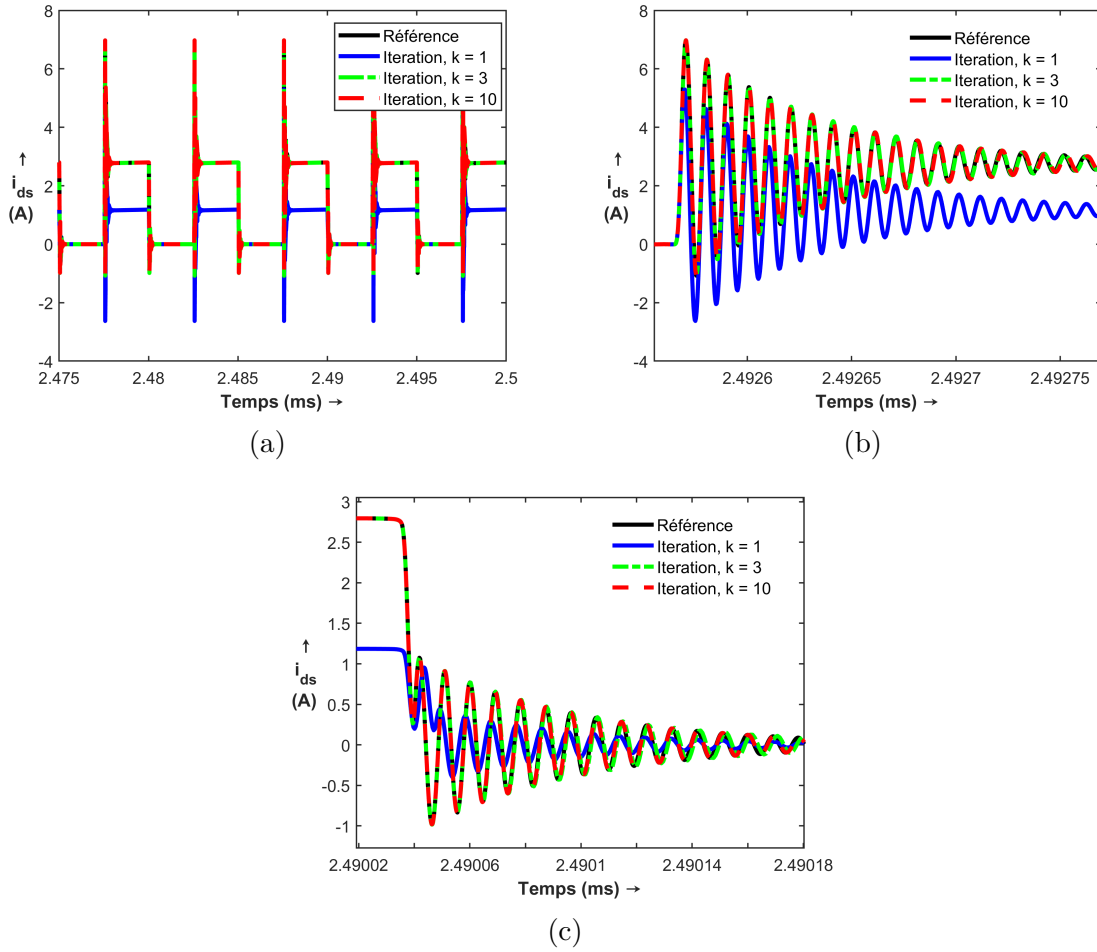 8
6
4
2
0
-2
-4
↑
i_ds
(A)
2.475
2.48
2.485
2.49
2.495
2.5
Temps (ms) →
Référence
Iteration, k = 1
Iteration, k = 3
Iteration, k = 10
(a)
8
6
4
2
0
-2
-4
↑
i_ds
(A)
2.4926
2.49265
2.4927
2.49275
Temps (ms) →
Référence
Iteration, k = 1
Iteration, k = 3
Iteration, k = 10
(b)
3
2.5
2
1.5
1
0.5
0
-0.5
-1
↑
i_ds
(A)
2.49002
2.49006
2.4901
2.49014
2.49018
Temps (ms) →
Référence
Iteration, k = 1
Iteration, k = 3
Iteration, k = 10
(c)